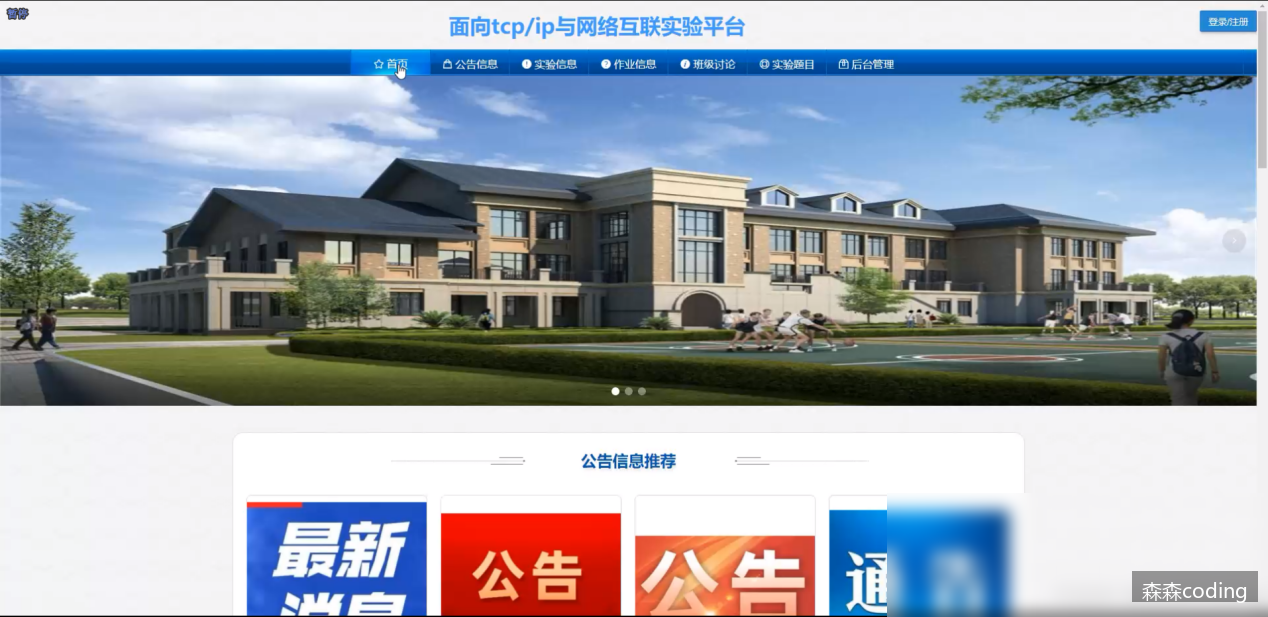 暂停
面向tcp/ip与网络互联实验平台
登录/注册
首页 公告信息 实验信息 作业信息 班级讨论 实验题目 后台管理
公告信息推荐
最新
消息
公告
公告
通
森森coding